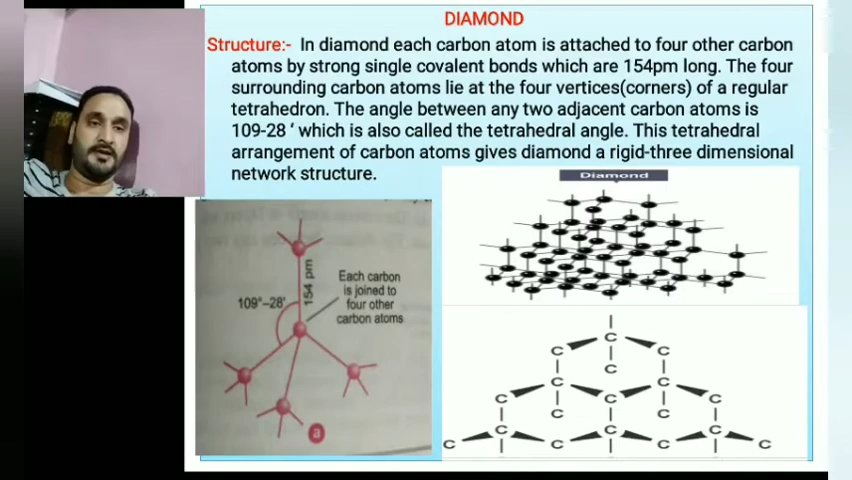 DIAMOND
Structure:- In diamond each carbon atom is attached to four other carbon
atoms by strong single covalent bonds which are 154pm long. The four
surrounding carbon atoms lie at the four vertices(corners) of a regular
tetrahedron. The angle between any two adjacent carbon atoms is
109-28 ' which is also called the tetrahedral angle. This tetrahedral
arrangement of carbon atoms gives diamond a rigid-three dimensional
network structure.
Diamond
154 pm
109°–28'
Each carbon
is joined to
four other
carbon atoms
a
C
C C
C
C C
C C C
C C
C C C
C C C C